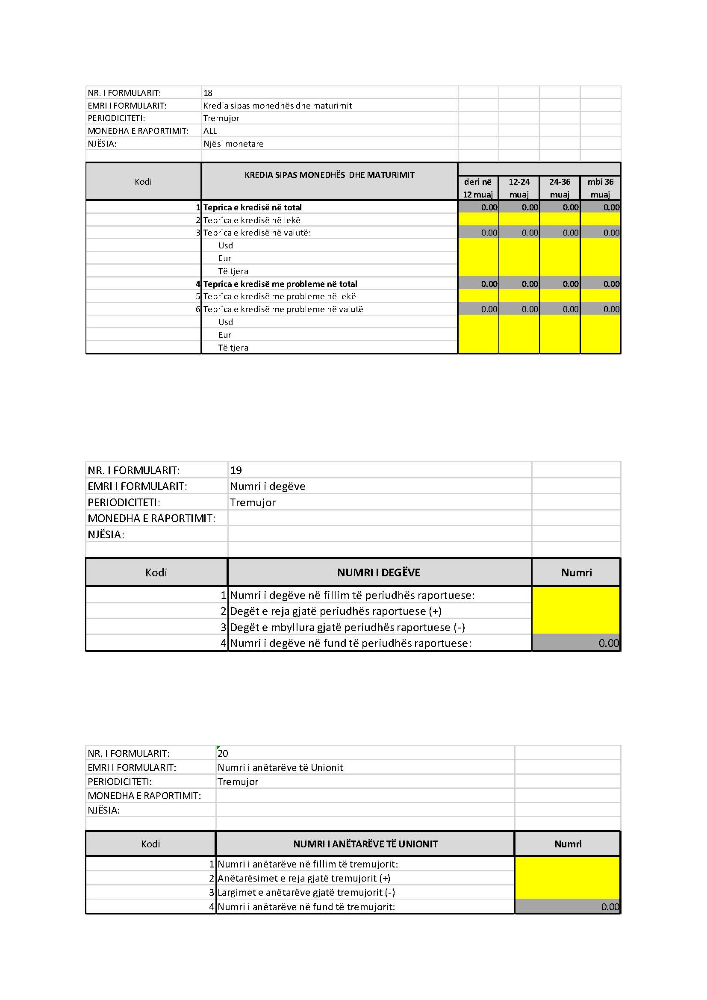 NR. I FORMULARIT: 18
EMRI I FORMULARIT: Kredia sipas monedhës dhe maturimit
PERIODICITETI: Tremujor
MONEDHA E RAPORTIMIT: ALL
NJËSIA: Njësi monetare
Kodi KREDIA SIPAS MONEDHËS DHE MATURIMIT
deri në 12 muaj 12-24 muaj 24-36 muaj mbi 36 muaj
1 Teprica e kredisë në total 0.00 0.00 0.00 0.00
2 Teprica e kredisë në lekë
3 Teprica e kredisë në valutë: 0.00 0.00 0.00 0.00
Usd
Eur
Të tjera
4 Teprica e kredisë me probleme në total 0.00 0.00 0.00 0.00
5 Teprica e kredisë me probleme në lekë
6 Teprica e kredisë me probleme në valutë 0.00 0.00 0.00 0.00
Usd
Eur
Të tjera
NR. I FORMULARIT: 19
EMRI I FORMULARIT: Numri i degëve
PERIODICITETI: Tremujor
MONEDHA E RAPORTIMIT:
NJËSIA:
Kodi NUMRI I DEGËVE Numri
1 Numri i degëve në fillim të periudhës raportuese:
2 Degët e reja gjatë periudhës raportuese (+)
3 Degët e mbyllura gjatë periudhës raportuese (-)
4 Numri i degëve në fund të periudhës raportuese: 0.00
NR. I FORMULARIT: 20
EMRI I FORMULARIT: Numri i anëtarëve të Unionit
PERIODICITETI: Tremujor
MONEDHA E RAPORTIMIT:
NJËSIA:
Kodi NUMRI I ANËTARËVE TË UNIONIT Numri
1 Numri i anëtarëve në fillim të tremujorit:
2 Anëtarësimet e reja gjatë tremujorit (+)
3 Largimet e anëtarëve gjatë tremujorit (-)
4 Numri i anëtarëve në fund të tremujorit: 0.00